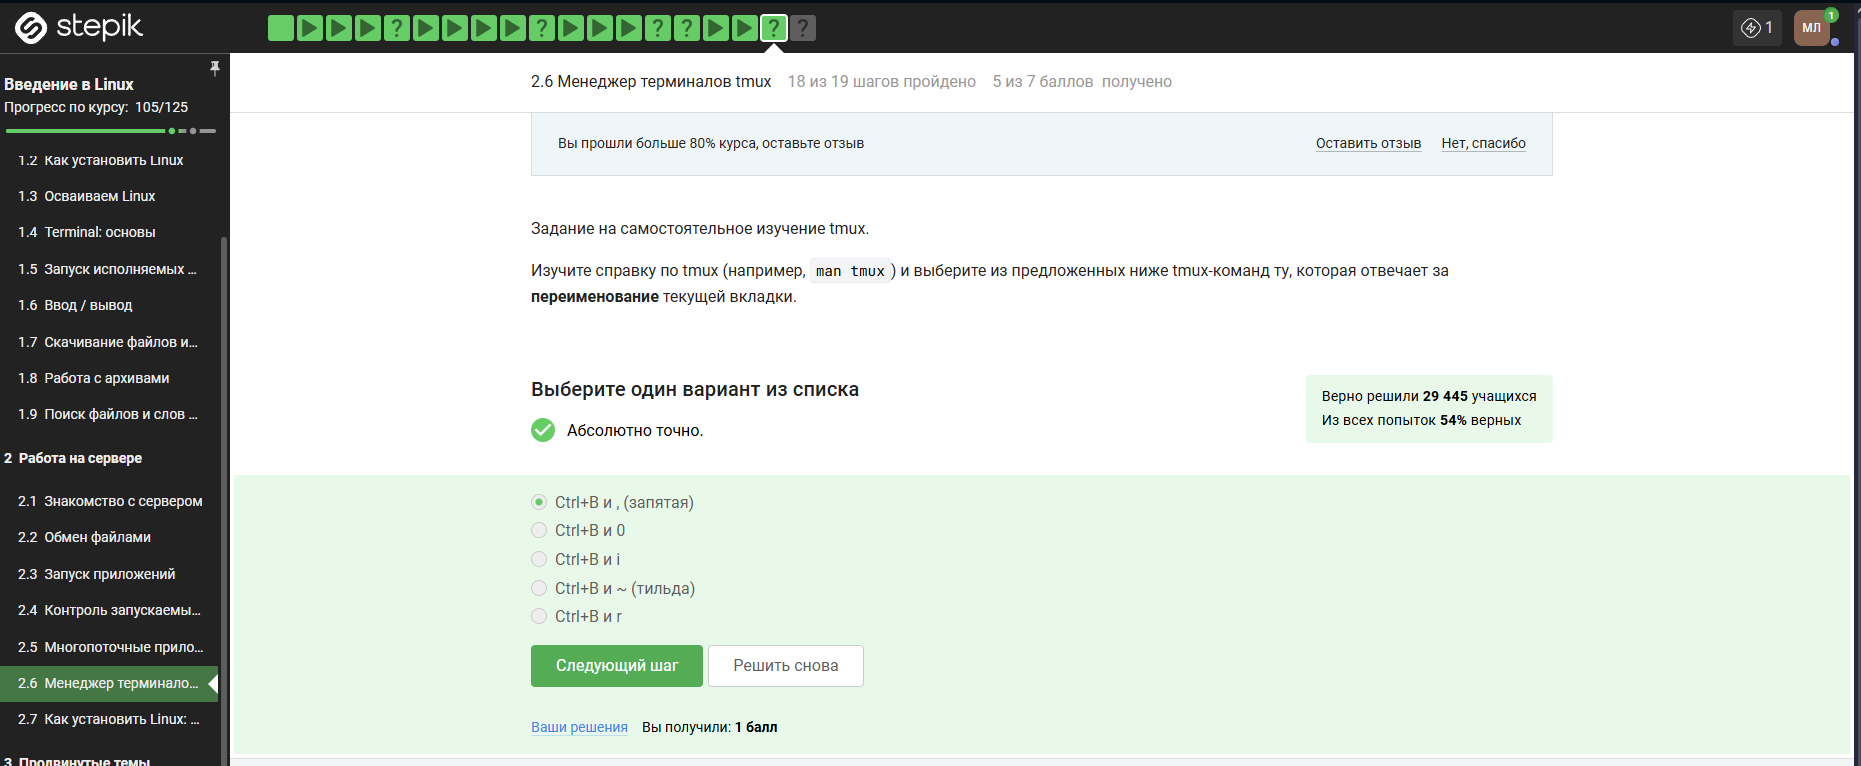 stepik
? ? ? ? ? ?
1
МЛ
1
Введение в Linux
Прогресс по курсу: 105/125
1.2 Как установить Linux
1.3 Осваиваем Linux
1.4 Terminal: основы
1.5 Запуск исполняемых ...
1.6 Ввод / вывод
1.7 Скачивание файлов и...
1.8 Работа с архивами
1.9 Поиск файлов и слов ...
2 Работа на сервере
2.1 Знакомство с сервером
2.2 Обмен файлами
2.3 Запуск приложений
2.4 Контроль запускаемы...
2.5 Многопоточные прило...
2.6 Менеджер терминало...
2.7 Как установить Linux: ...
3 Продвинутые темы
2.6 Менеджер терминалов tmux 18 из 19 шагов пройдено 5 из 7 баллов получено
Вы прошли больше 80% курса, оставьте отзыв Оставить отзыв Нет, спасибо
Задание на самостоятельное изучение tmux.
Изучите справку по tmux (например, man tmux ) и выберите из предложенных ниже tmux-команд ту, которая отвечает за
переименование текущей вкладки.
Выберите один вариант из списка
Абсолютно точно.
Верно решили 29 445 учащихся
Из всех попыток 54% верных
Ctrl+B и , (запятая)
Ctrl+B и 0
Ctrl+B и i
Ctrl+B и ~ (тильда)
Ctrl+B и r
Следующий шаг Решить снова
Ваши решения Вы получили: 1 балл